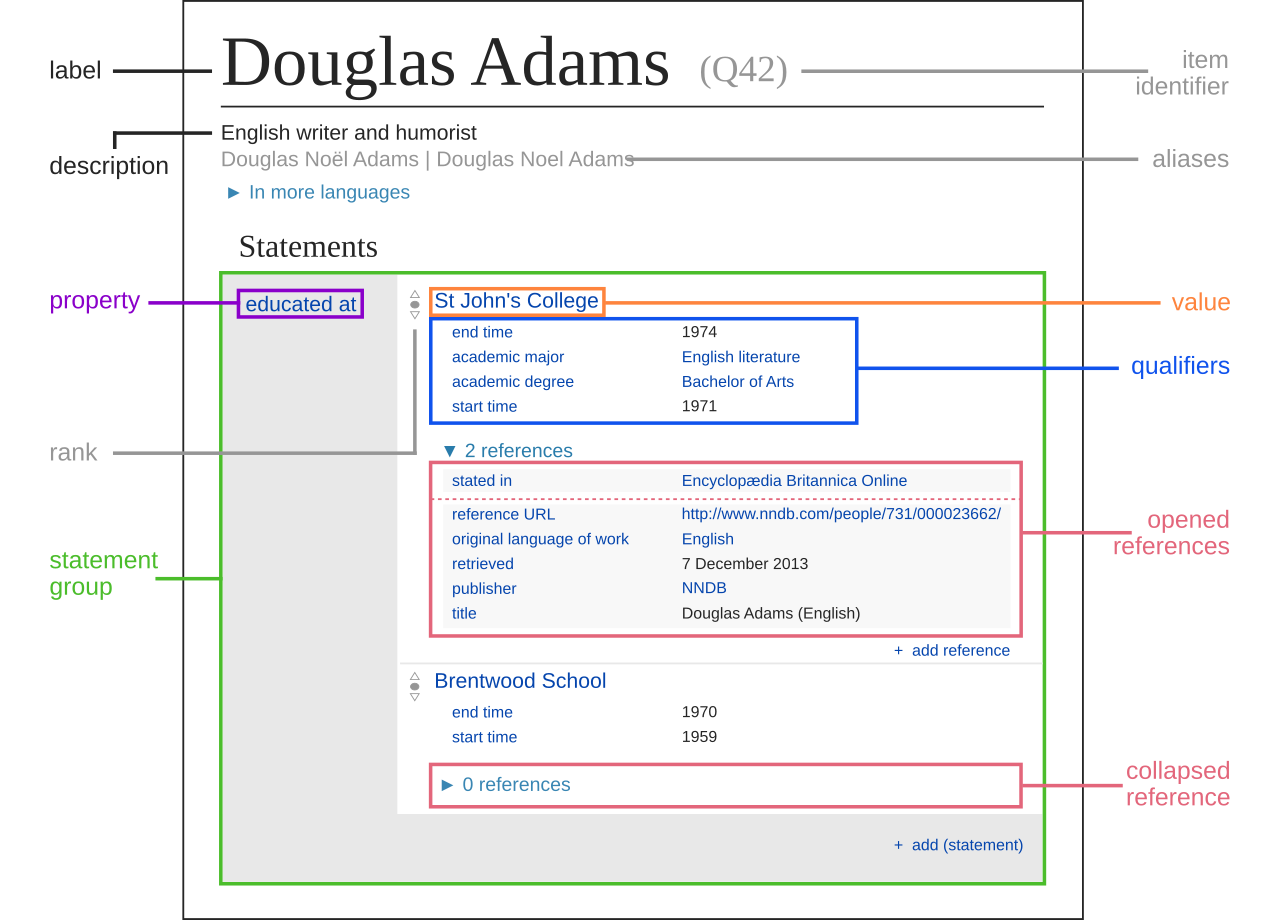 label
Douglas Adams (Q42)
item
identifier
English writer and humorist
description
Douglas Noël Adams | Douglas Noel Adams
aliases
► In more languages
Statements
property
educated at
St John's College
value
end time 1974
academic major English literature
academic degree Bachelor of Arts
start time 1971
qualifiers
rank
▼ 2 references
stated in Encyclopædia Britannica Online
reference URL http://www.nndb.com/people/731/000023662/
original language of work English
retrieved 7 December 2013
publisher NNDB
title Douglas Adams (English)
opened
references
statement
group
+ add reference
Brentwood School
end time 1970
start time 1959
► 0 references
collapsed
reference
+ add (statement)